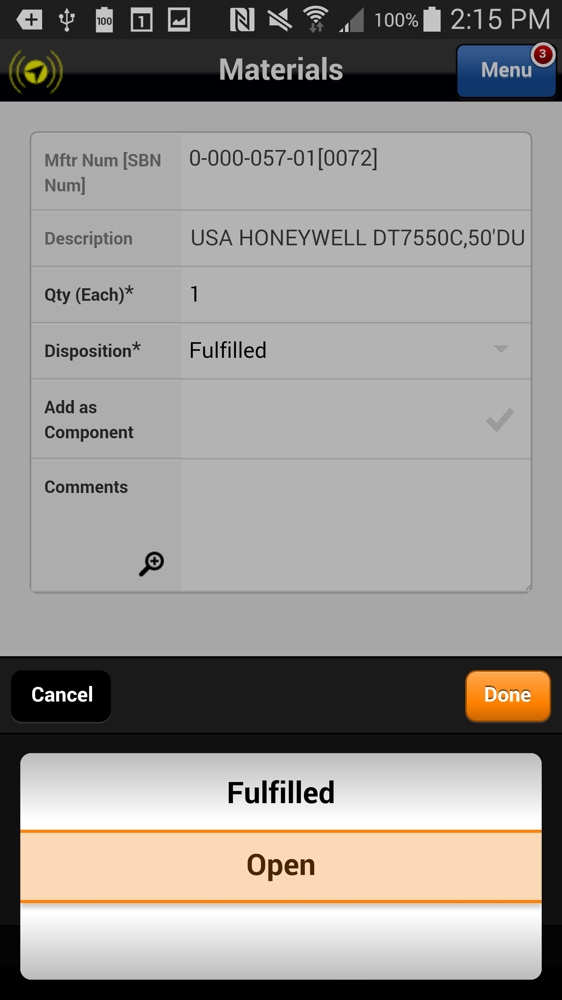 100
1
100%
2:15 PM
Materials
Menu
3
Mftr Num [SBN
Num]
0-000-057-01[0072]
Description
USA HONEYWELL DT7550C,50'DU
Qty (Each)*
1
Disposition*
Fulfilled
Add as
Component
Comments
Cancel
Done
Fulfilled
Open